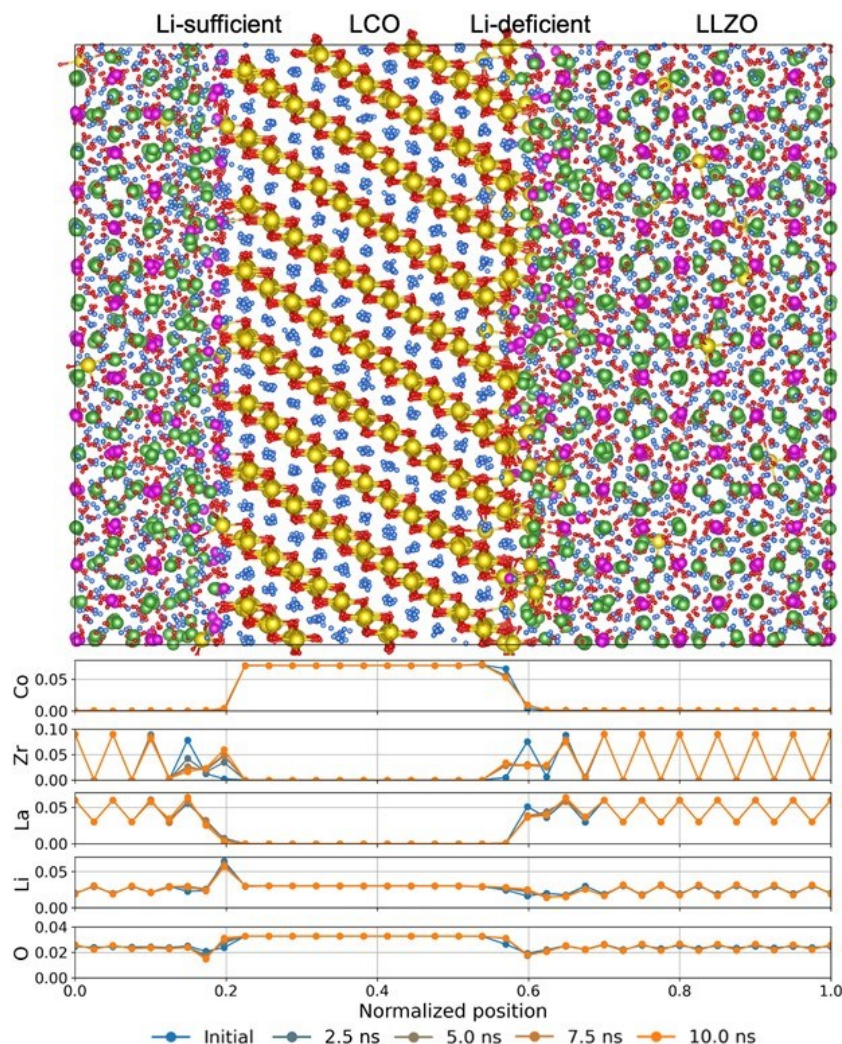 Li-sufficient LCO Li-deficient LLZO
Co 0.05 0.00
Zr 0.10 0.05 0.00
La 0.05 0.00
Li 0.05 0.00
O 0.04 0.02 0.00
0.0 0.2 0.4 0.6 0.8 1.0
Normalized position
Initial 2.5 ns 5.0 ns 7.5 ns 10.0 ns